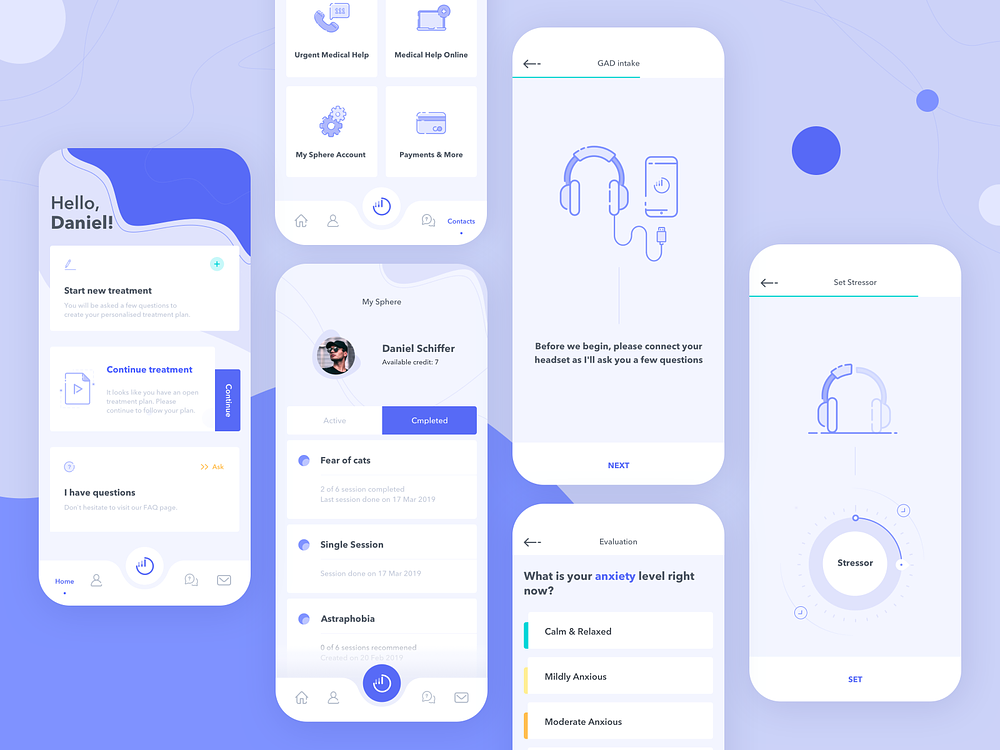 Hello,
Daniel!
Start new treatment
You will be asked a few questions to
create your personalised treatment plan.
Continue treatment
It looks like you have an open
treatment plan. Please
continue to follow your plan.
Continue
Ask
I have questions
Don't hesitate to visit our FAQ page.
Home
Urgent Medical Help
Medical Help Online
My Sphere Account
Payments & More
Contacts
My Sphere
Daniel Schiffer
Available credit: 7
Active
Cmpleted
Fear of cats
2 of 6 session completed
Last session done on 17 Mar 2019
Single Session
Session done on 17 Mar 2019
Astraphobia
0 of 6 sessions recommened
Created on 20 Feb 2019
GAD intake
Before we begin, please connect your
headset as I'll ask you a few questions
NEXT
Evaluation
What is your anxiety level right
now?
Calm & Relaxed
Mildly Anxious
Moderate Anxious
Set Stressor
Stressor
SET